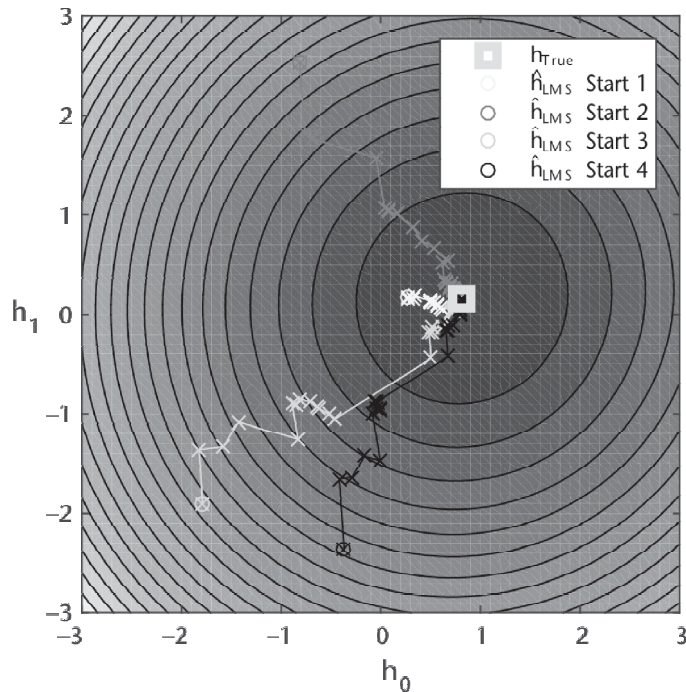 3
2
1
0
−1
−2
−3
h1
hTrue
ĥLMS Start 1
ĥLMS Start 2
ĥLMS Start 3
ĥLMS Start 4
−3 −2 −1 0 1 2 3
h0